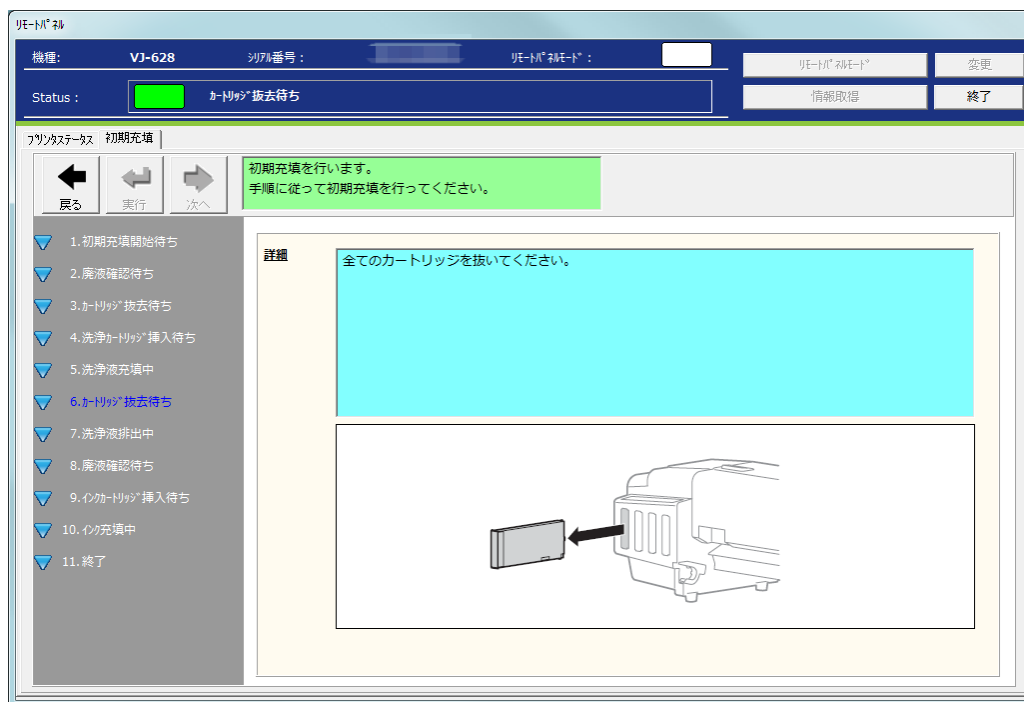 ﾘﾓｰﾄﾊﾟﾈﾙ
機種:
VJ-628
ｼﾘｱﾙ番号 :
ﾘﾓｰﾄﾊﾟﾈﾙﾓｰﾄﾞ :
ﾘﾓｰﾄﾊﾟﾈﾙﾓｰﾄﾞ
変更
Status :
ｶｰﾄﾘｯｼﾞ抜去待ち
情報取得
終了
ﾌﾟﾘﾝﾀｽﾃｰﾀｽ
初期充填
戻る
実行
次へ
初期充填を行います。
手順に従って初期充填を行ってください。
1.初期充填開始待ち
2.廃液確認待ち
3.ｶｰﾄﾘｯｼﾞ抜去待ち
4.洗浄ｶｰﾄﾘｯｼﾞ挿入待ち
5.洗浄液充填中
6.ｶｰﾄﾘｯｼﾞ抜去待ち
7.洗浄液排出中
8.廃液確認待ち
9.ｲﾝｸｶｰﾄﾘｯｼﾞ挿入待ち
10.ｲﾝｸ充填中
11.終了
詳細
全てのカートリッジを抜いてください。